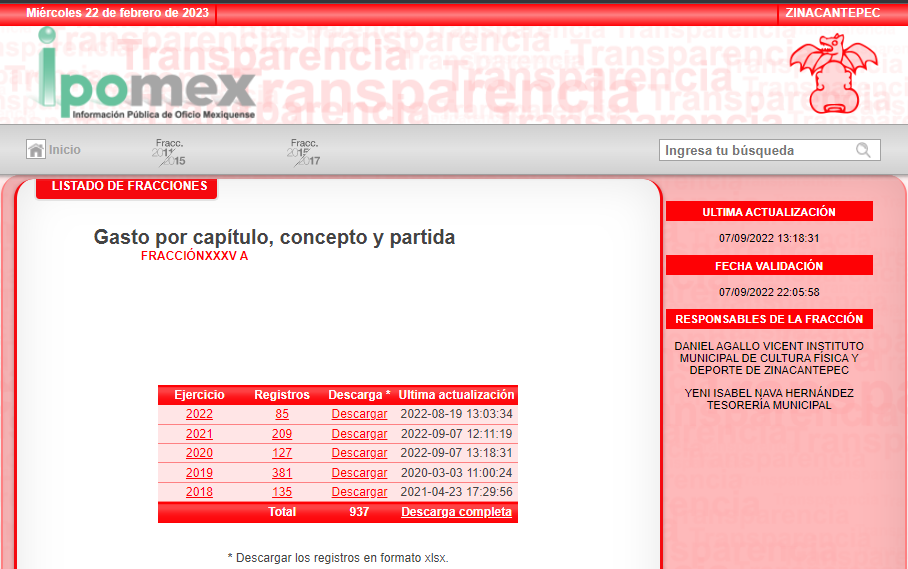 Miércoles 22 de febrero de 2023
ZINACANTEPEC
Transparencia
ipomex
Información Pública de Oficio Mexiquense
Inicio
Fracc. 2014/2015
Fracc. 2015/2017
Ingresa tu búsqueda
LISTADO DE FRACCIONES
Gasto por capítulo, concepto y partida
FRACCIÓNXXXV A
Ejercicio Registros Descarga * Ultima actualización
2022 85 Descargar 2022-08-19 13:03:34
2021 209 Descargar 2022-09-07 12:11:19
2020 127 Descargar 2022-09-07 13:18:31
2019 381 Descargar 2020-03-03 11:00:24
2018 135 Descargar 2021-04-23 17:29:56
Total 937 Descarga completa
* Descargar los registros en formato xlsx.
ULTIMA ACTUALIZACIÓN
07/09/2022 13:18:31
FECHA VALIDACIÓN
07/09/2022 22:05:58
RESPONSABLES DE LA FRACCIÓN
DANIEL AGALLO VICENT INSTITUTO
MUNICIPAL DE CULTURA FÍSICA Y
DEPORTE DE ZINACANTEPEC
YENI ISABEL NAVA HERNÁNDEZ
TESORERÍA MUNICIPAL